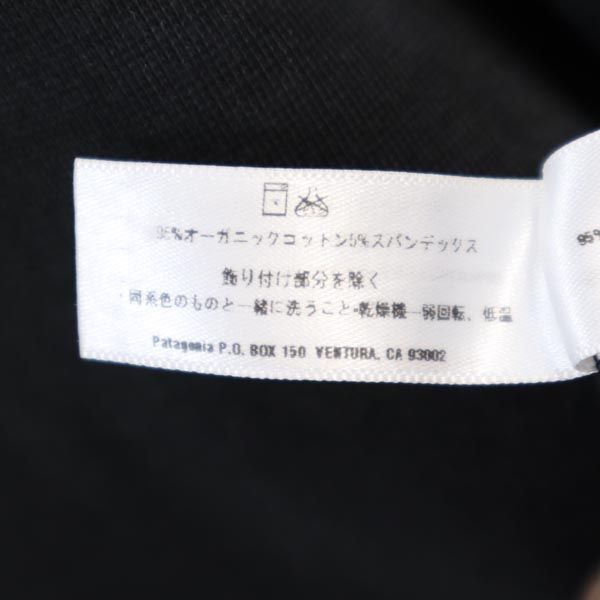 95%オーガニックコットン5%スパンデックス
飾り付け部分を除く
同系色のものと一緒に洗うこと・乾燥機―弱回転、低温
Patagonia P.O. BOX 150 VENTURA, CA 93002
95%